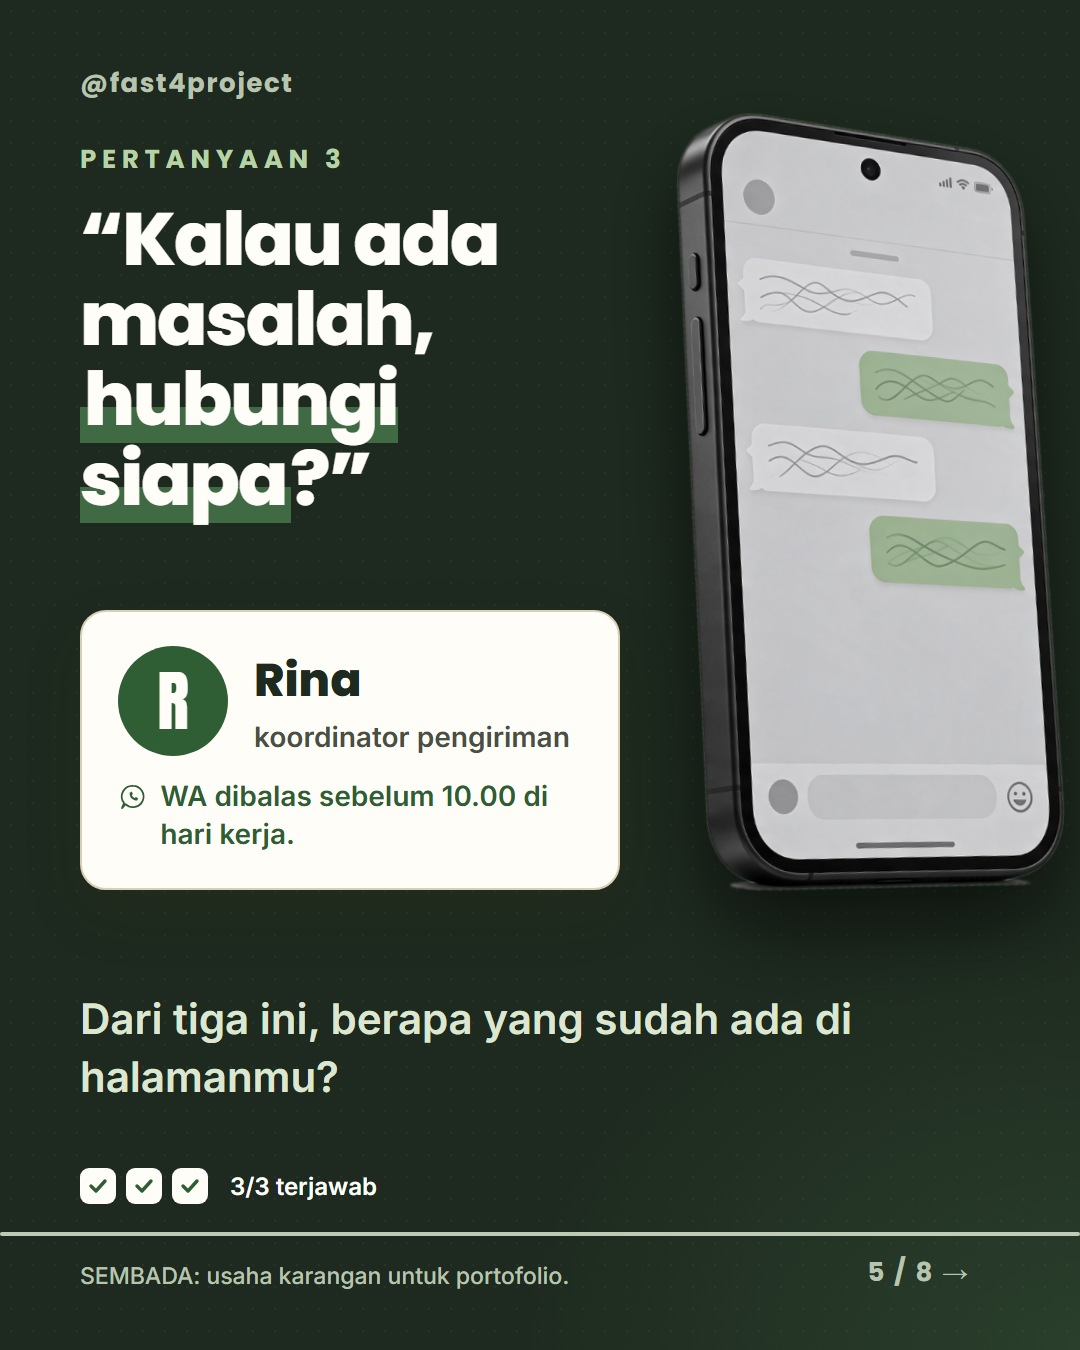 @fast4project
PERTANYAAN 3
“Kalau ada
masalah,
hubungi
siapa?”
R
Rina
koordinator pengiriman
WA dibalas sebelum 10.00 di
hari kerja.
Dari tiga ini, berapa yang sudah ada di
halamanmu?
3/3 terjawab
SEMBADA: usaha karangan untuk portofolio.
5 / 8 →